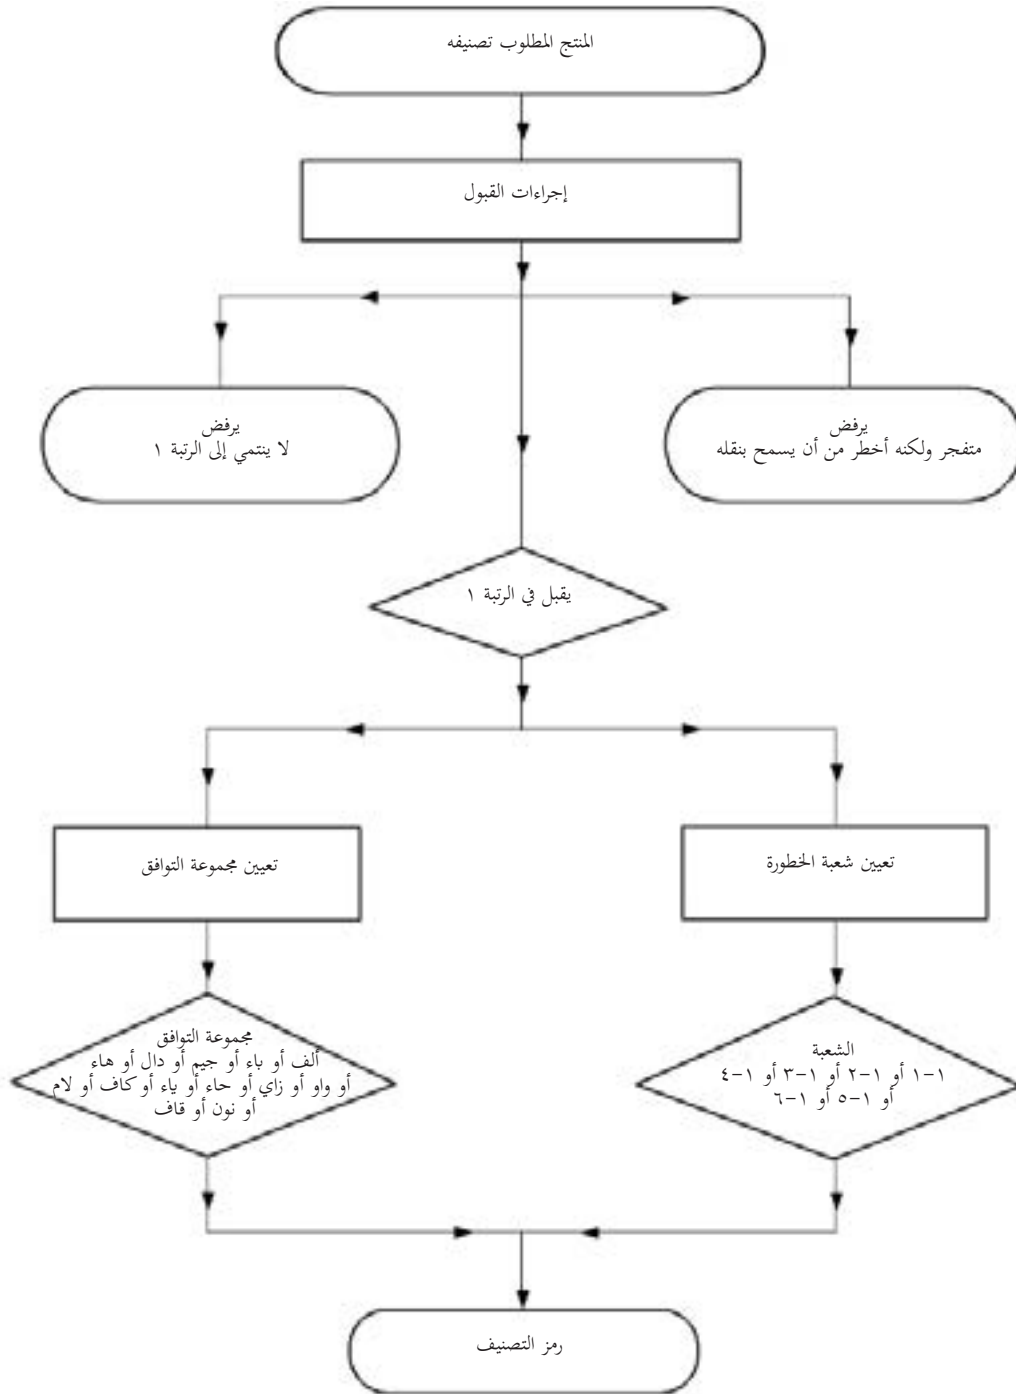 المنتج المطلوب تصنيفه
إجراءات القبول
يرفض
متفجر ولكنه أخطر من أن يسمح بنقله
يرفض
لا ينتمي إلى الرتبة ١
يقبل في الرتبة ١
تعيين شعبة الخطورة
تعيين مجموعة التوافق
الشعبة
١-١ أو ١-٢ أو ١-٣ أو ١-٤
أو ١-٥ أو ١-٦
مجموعة التوافق
ألف أو باء أو جيم أو دال أو هاء
أو واو أو زاي أو حاء أو ياء أو كاف أو لام
أو نون أو قاف
رمز التصنيف